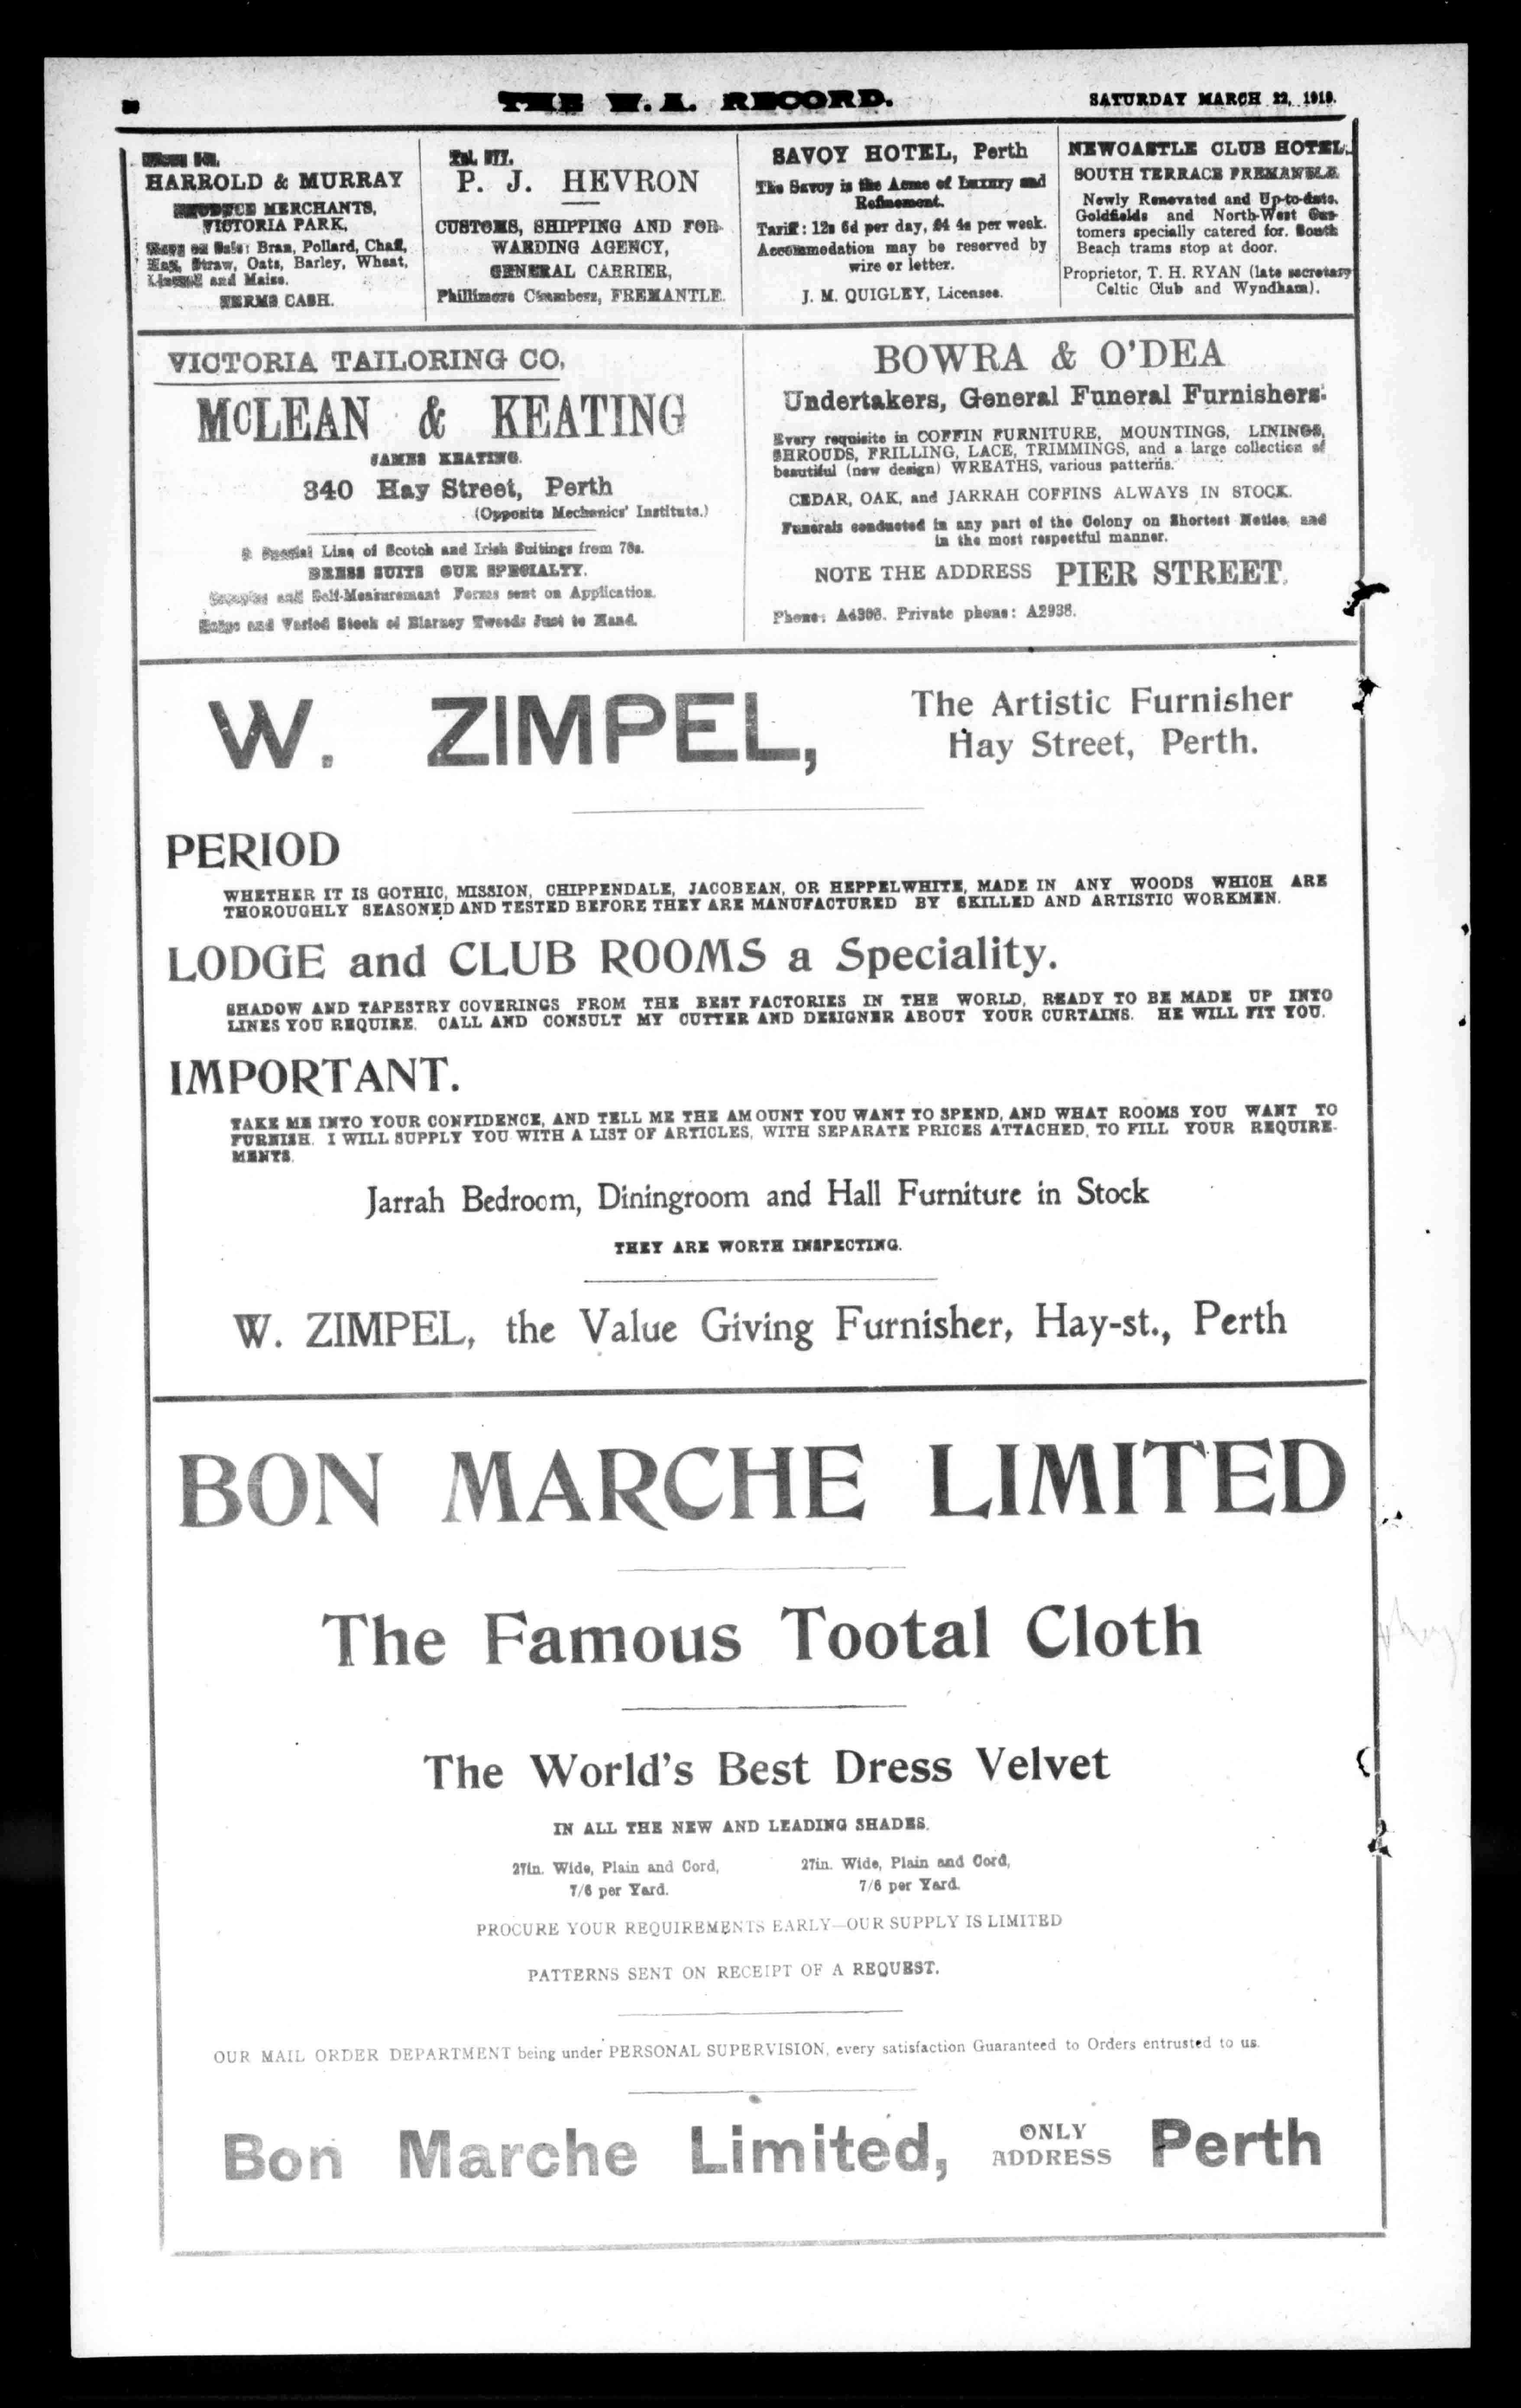 THE W.A. RECORD.
SATURDAY MARCH 22, 1919.
HARROLD & MURRAY
PRODUCE MERCHANTS,
VICTORIA PARK,
Always on Sale: Bran, Pollard, Chaff,
Hay, Straw, Oats, Barley, Wheat,
Linseed and Maize.
TERMS CASH.
Tel. 977.
P. J. HEVRON
CUSTOMS, SHIPPING AND FOR-
WARDING AGENCY,
GENERAL CARRIER,
Phillimore Chambers, FREMANTLE.
SAVOY HOTEL, Perth
The Savoy is the Acme of Luxury and
Refinement.
Tariff: 12s 6d per day, £4 4s per week.
Accommodation may be reserved by
wire or letter.
J. M. QUIGLEY, Licensee.
NEWCASTLE CLUB HOTEL,
SOUTH TERRACE FREMANTLE
Newly Renovated and Up-to-date.
Goldfields and North-West Cus-
tomers specially catered for. South
Beach trams stop at door.
Proprietor, T. H. RYAN (late secretary
Celtic Club and Wyndham).
VICTORIA TAILORING CO,
McLEAN & KEATING
JAMES KEATING.
840 Hay Street, Perth
(Opposite Mechanics' Institute.)
A Special Line of Scotch and Irish Suitings from 70s.
DRESS SUITS OUR SPECIALTY.
Samples and Self-Measurement Forms sent on Application.
Large and Varied Stock of Blarney Tweeds Just to Hand.
BOWRA & O'DEA
Undertakers, General Funeral Furnishers.
Every requisite in COFFIN FURNITURE, MOUNTINGS, LININGS,
SHROUDS, FRILLING, LACE, TRIMMINGS, and a large collection of
beautiful (new design) WREATHS, various patterns.
CEDAR, OAK, and JARRAH COFFINS ALWAYS IN STOCK.
Funerals conducted in any part of the Colony on Shortest Notice, and
in the most respectful manner.
NOTE THE ADDRESS PIER STREET.
Phone: A4308. Private phone: A2938.
W. ZIMPEL,
The Artistic Furnisher
Hay Street, Perth.
PERIOD
WHETHER IT IS GOTHIC, MISSION, CHIPPENDALE, JACOBEAN, OR HEPPELWHITE, MADE IN ANY WOODS WHICH ARE
THOROUGHLY SEASONED AND TESTED BEFORE THEY ARE MANUFACTURED BY SKILLED AND ARTISTIC WORKMEN.
LODGE and CLUB ROOMS a Speciality.
SHADOW AND TAPESTRY COVERINGS FROM THE BEST FACTORIES IN THE WORLD, READY TO BE MADE UP INTO
LINES YOU REQUIRE. CALL AND CONSULT MY CUTTER AND DESIGNER ABOUT YOUR CURTAINS. HE WILL FIT YOU.
IMPORTANT.
TAKE ME INTO YOUR CONFIDENCE, AND TELL ME THE AMOUNT YOU WANT TO SPEND, AND WHAT ROOMS YOU WANT TO
FURNISH. I WILL SUPPLY YOU WITH A LIST OF ARTICLES, WITH SEPARATE PRICES ATTACHED, TO FILL YOUR REQUIRE-
MENTS.
Jarrah Bedroom, Diningroom and Hall Furniture in Stock
THEY ARE WORTH INSPECTING.
W. ZIMPEL, the Value Giving Furnisher, Hay-st., Perth
BON MARCHE LIMITED
The Famous Tootal Cloth
The World's Best Dress Velvet
IN ALL THE NEW AND LEADING SHADES.
27in. Wide, Plain and Cord,
7/6 per Yard.
27in. Wide, Plain and Cord,
7/6 per Yard.
PROCURE YOUR REQUIREMENTS EARLY—OUR SUPPLY IS LIMITED
PATTERNS SENT ON RECEIPT OF A REQUEST.
OUR MAIL ORDER DEPARTMENT being under PERSONAL SUPERVISION, every satisfaction Guaranteed to Orders entrusted to us.
Bon Marche Limited, ONLY ADDRESS Perth